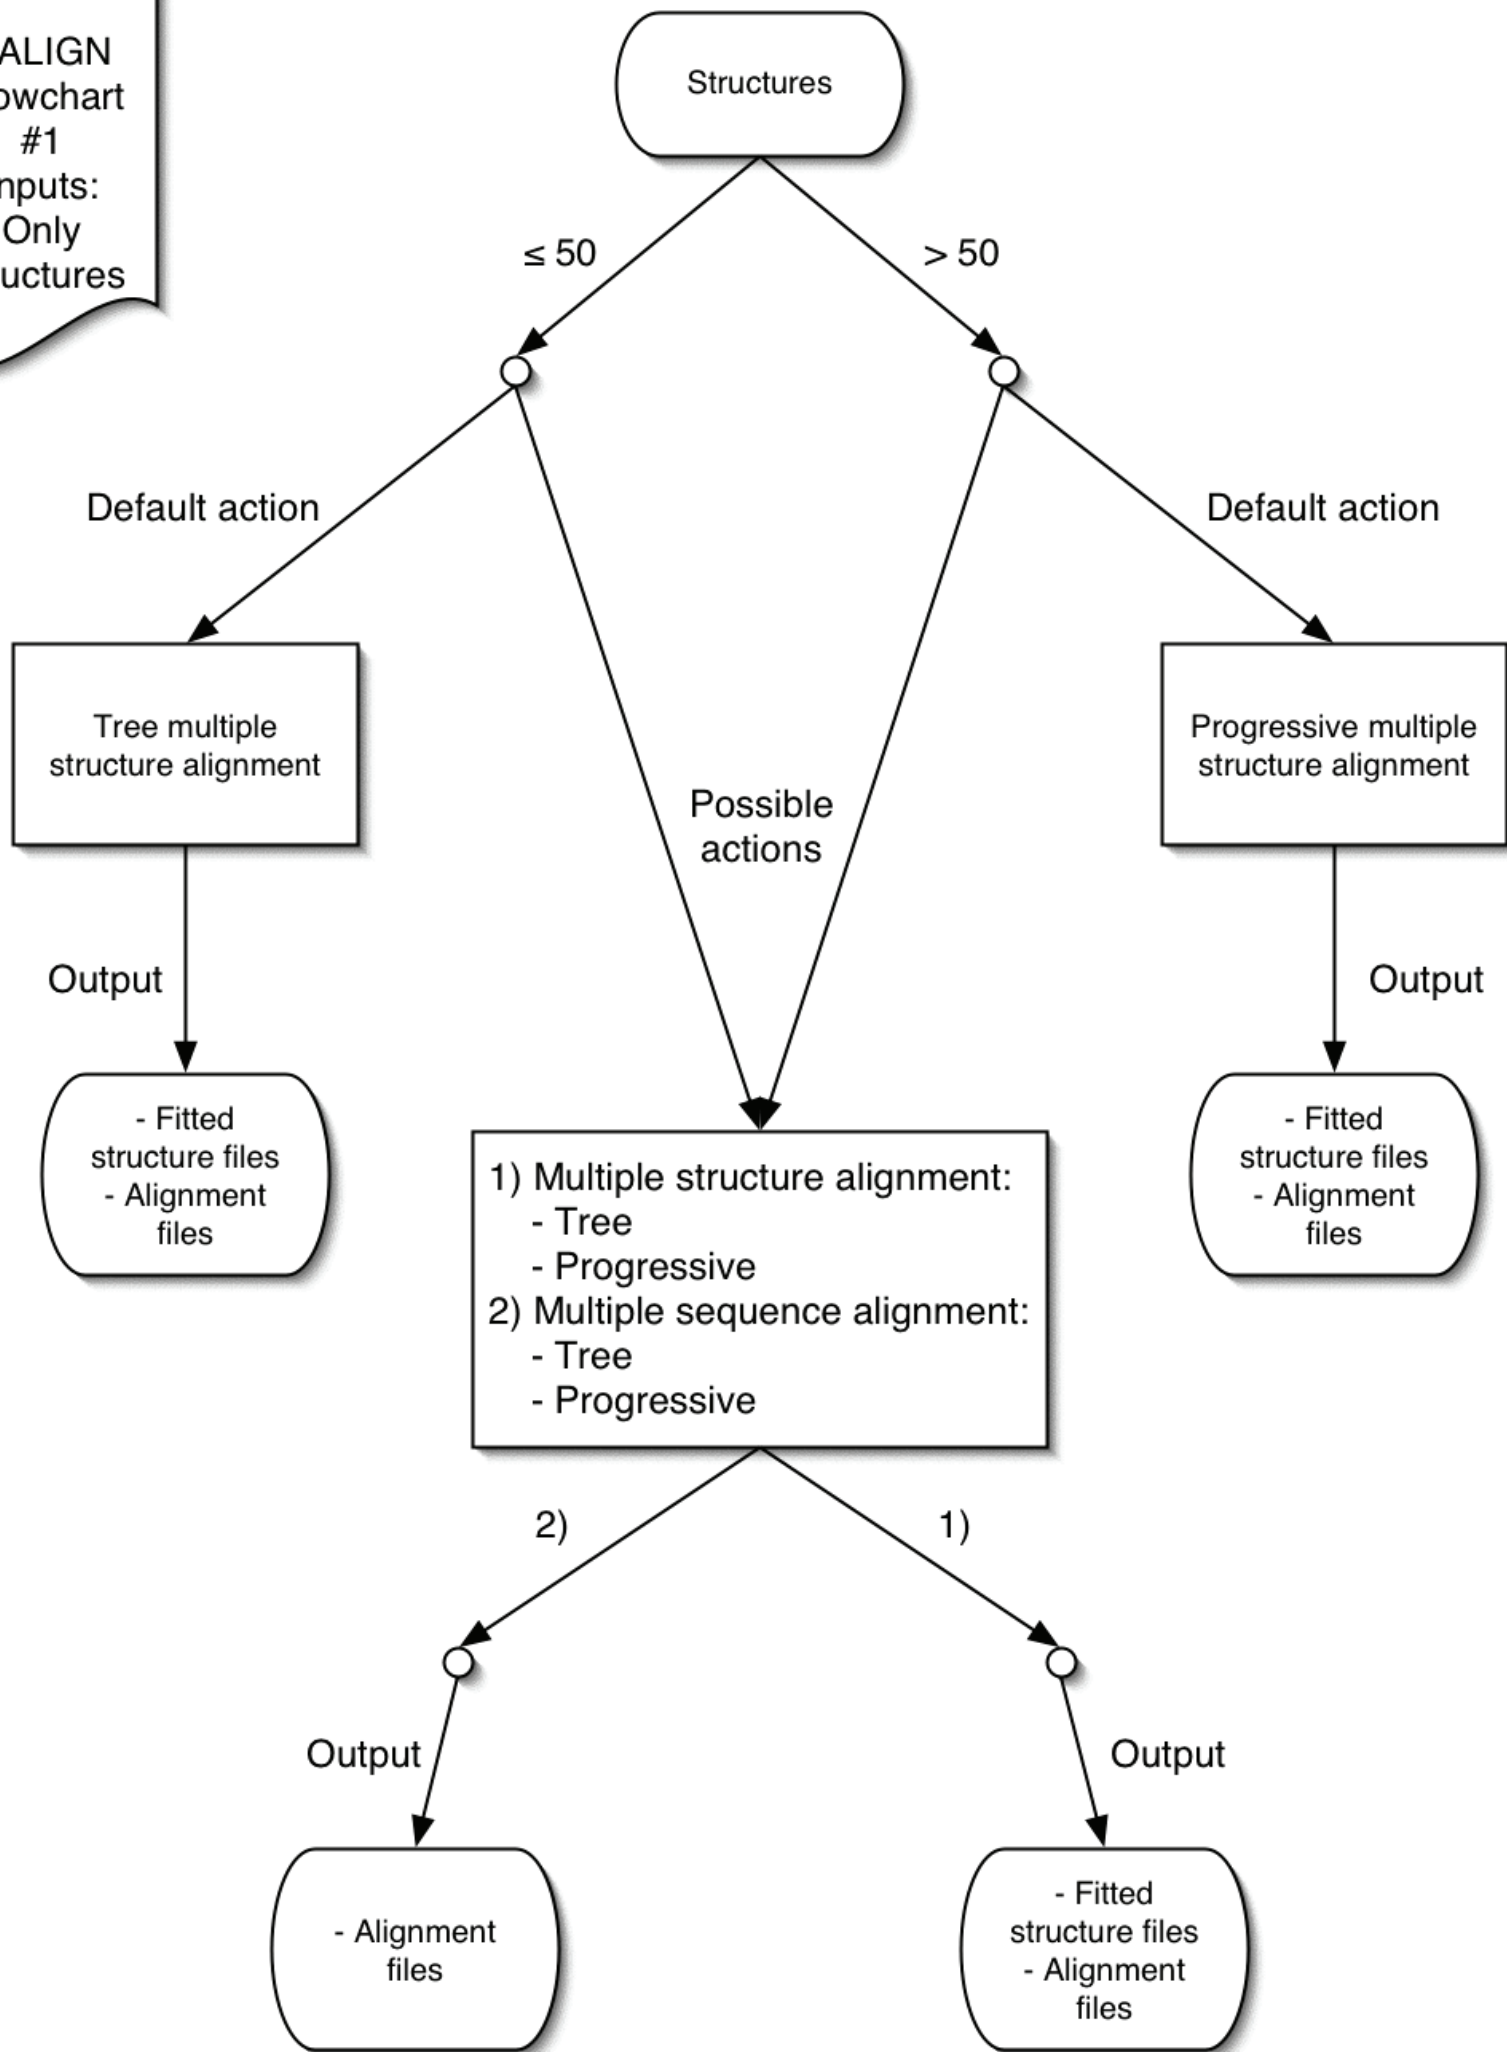 ALIGN
owchart
#1
nputs:
Only
uctures
Structures
≤ 50
> 50
Default action
Default action
Tree multiple
structure alignment
Progressive multiple
structure alignment
Possible
actions
Output
Output
- Fitted
structure files
- Alignment
files
- Fitted
structure files
- Alignment
files
1) Multiple structure alignment:
- Tree
- Progressive
2) Multiple sequence alignment:
- Tree
- Progressive
2)
1)
Output
Output
- Alignment
files
- Fitted
structure files
- Alignment
files